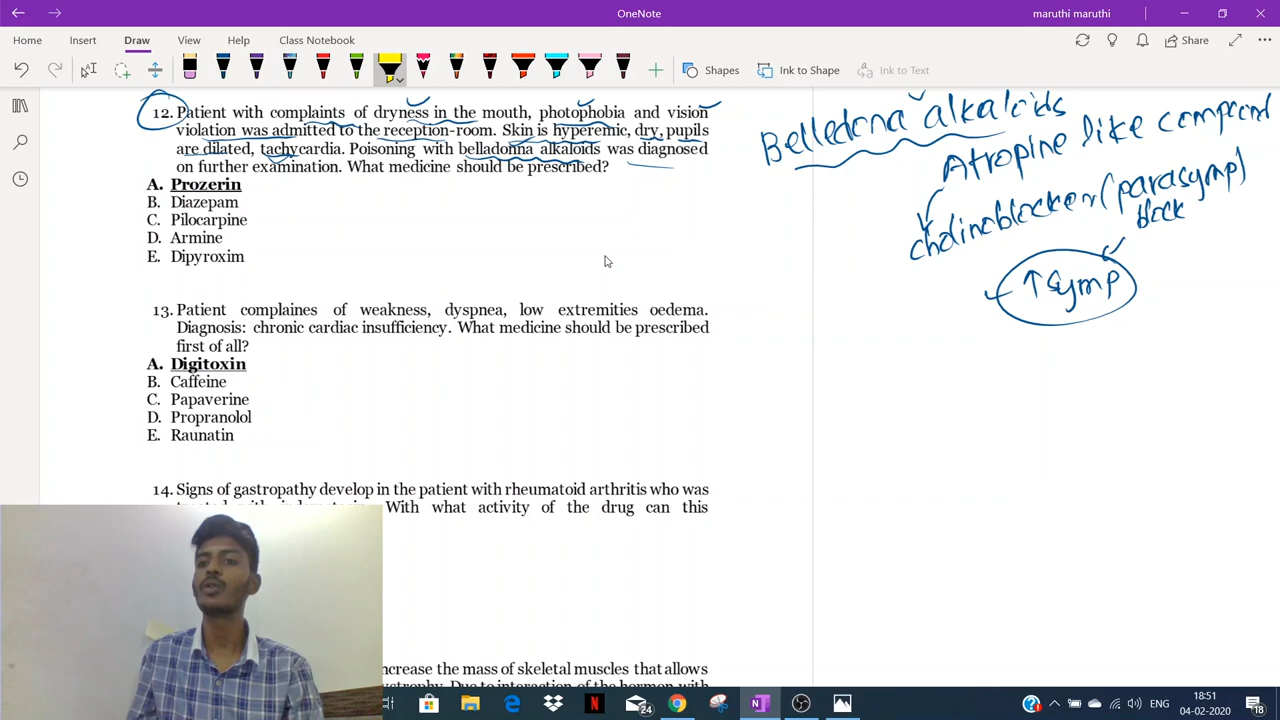 OneNote
maruthi maruthi
Home Insert Draw View Help Class Notebook
Share
Shapes
Ink to Shape
Ink to Text
12. Patient with complaints of dryness in the mouth, photophobia and vision
violation was admitted to the reception-room. Skin is hyperemic, dry, pupils
are dilated, tachycardia. Poisoning with belladonna alkaloids was diagnosed
on further examination. What medicine should be prescribed?
A. Prozerin
B. Diazepam
C. Pilocarpine
D. Armine
E. Dipyroxim
13. Patient complaines of weakness, dyspnea, low extremities oedema.
Diagnosis: chronic cardiac insufficiency. What medicine should be prescribed
first of all?
A. Digitoxin
B. Caffeine
C. Papaverine
D. Propranolol
E. Raunatin
14. Signs of gastropathy develop in the patient with rheumatoid arthritis who was
With what activity of the drug can this
ncrease the mass of skeletal muscles that allows
Belledona alkaloids
Atropine like compound
cholinoblocker (parasymp)
block
↑ Symp
24
ENG
18:51
04-02-2020
18